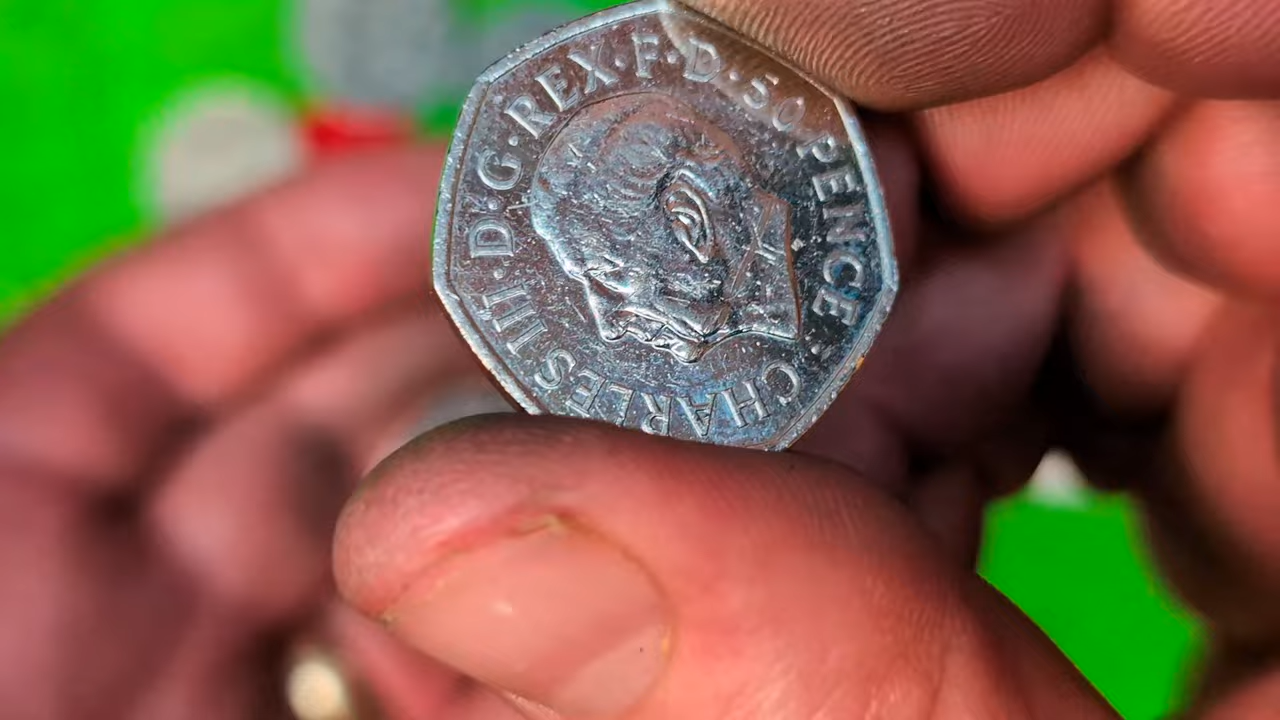 CHARLES III · D · G · REX · F · D · 50 PENCE ·